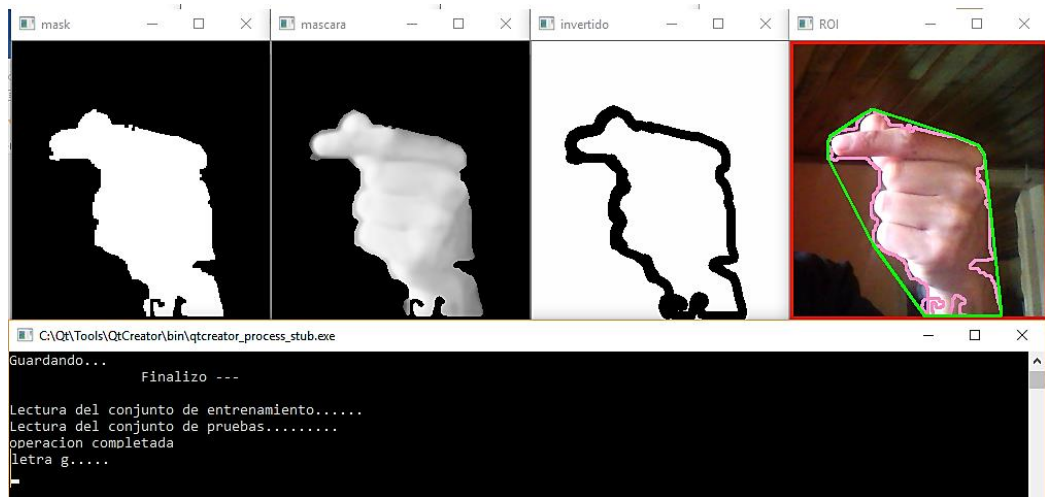 mask
mascara
invertido
ROI
C:\Qt\Tools\QtCreator\bin\qtcreator_process_stub.exe
Guardando...
Finalizo ---
Lectura del conjunto de entrenamiento......
Lectura del conjunto de pruebas.........
operacion completada
letra g.....